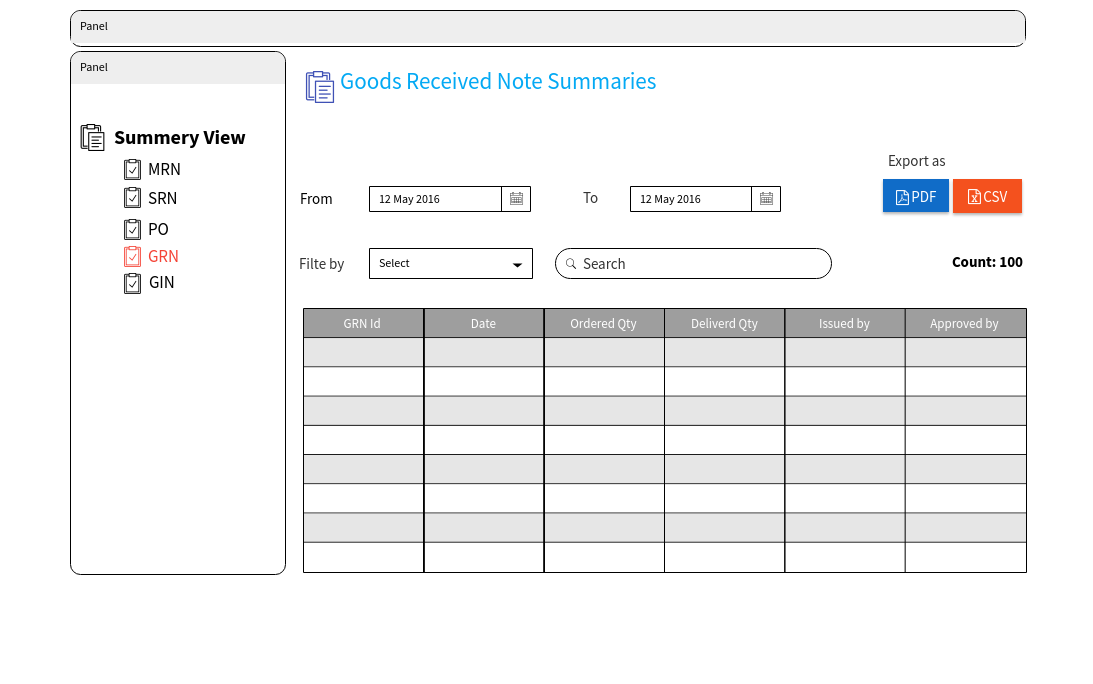 Panel
Panel
Goods Received Note Summaries
Summery View
MRN
SRN
PO
GRN
GIN
Export as
From
12 May 2016
To
12 May 2016
PDF
CSV
Filte by
Select
Search
Count: 100
GRN Id
Date
Ordered Qty
Deliverd Qty
Issued by
Approved by